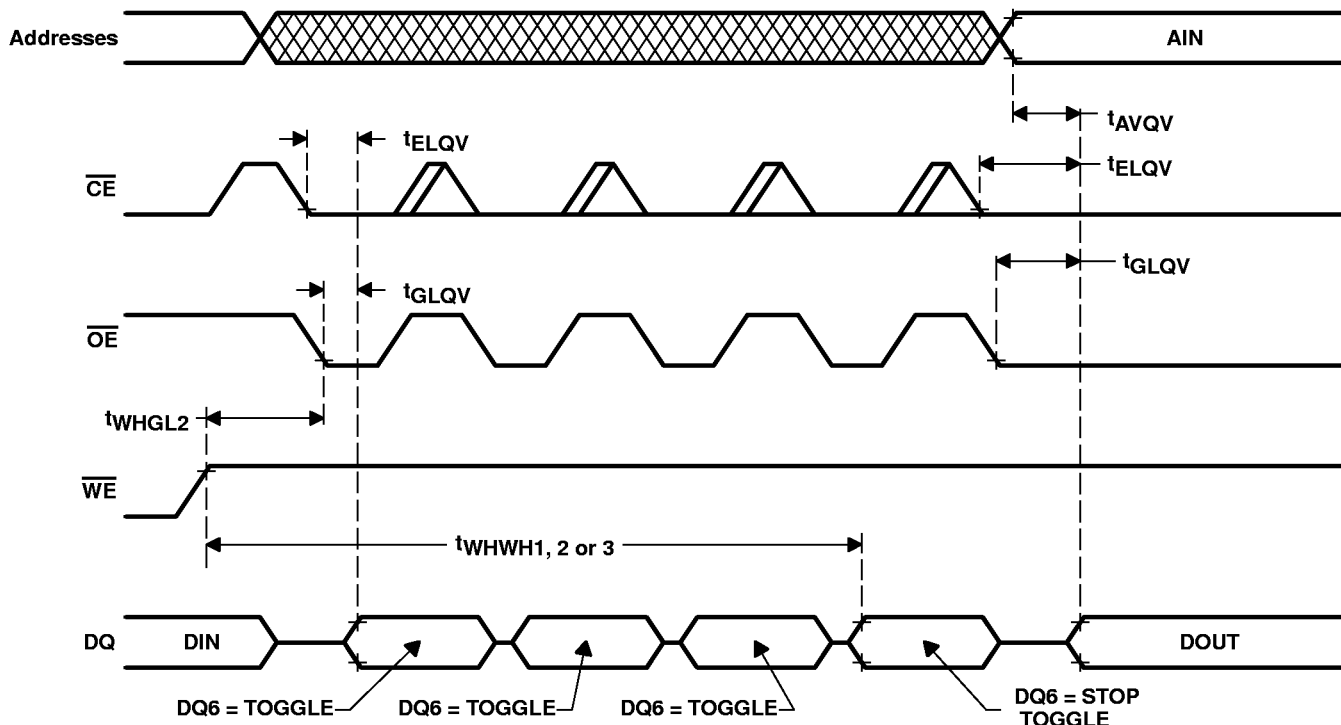 Addresses
AIN
tAVQV
tELQV
tELQV
CE
tGLQV
tGLQV
OE
tWHGL2
WE
tWHWH1, 2 or 3
DQ
DIN
DOUT
DQ6 = TOGGLE
DQ6 = TOGGLE
DQ6 = TOGGLE
DQ6 = STOP
TOGGLE